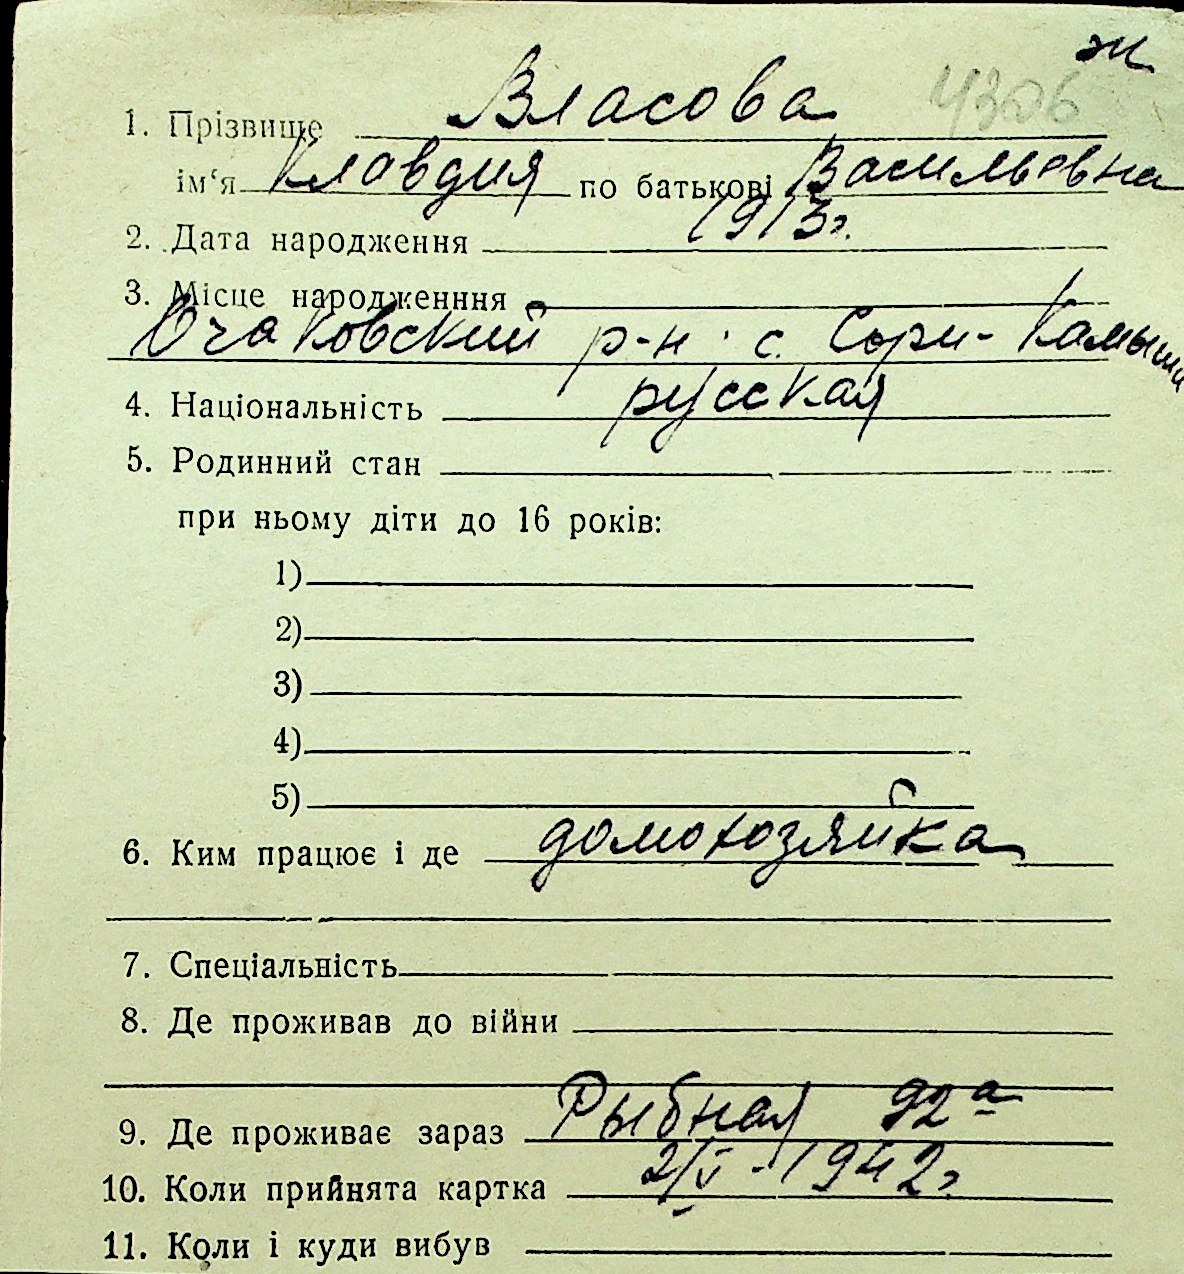 ж
4306
1. Прізвище Власова
ім‘я Кловдия по батькові Васильевна
2. Дата народження 1913г.
3. Місце народженння
Очаковский р-н. с. Сори-Камыши
4. Національність русская
5. Родинний стан
при ньому діти до 16 років:
1)
2)
3)
4)
5)
6. Ким працює і де домохозяйка
7. Спеціальність
8. Де проживав до війни
9. Де проживає зараз Рыбная 92а
10. Коли прийнята картка 2/V-1942г.
11. Коли і куди вибув